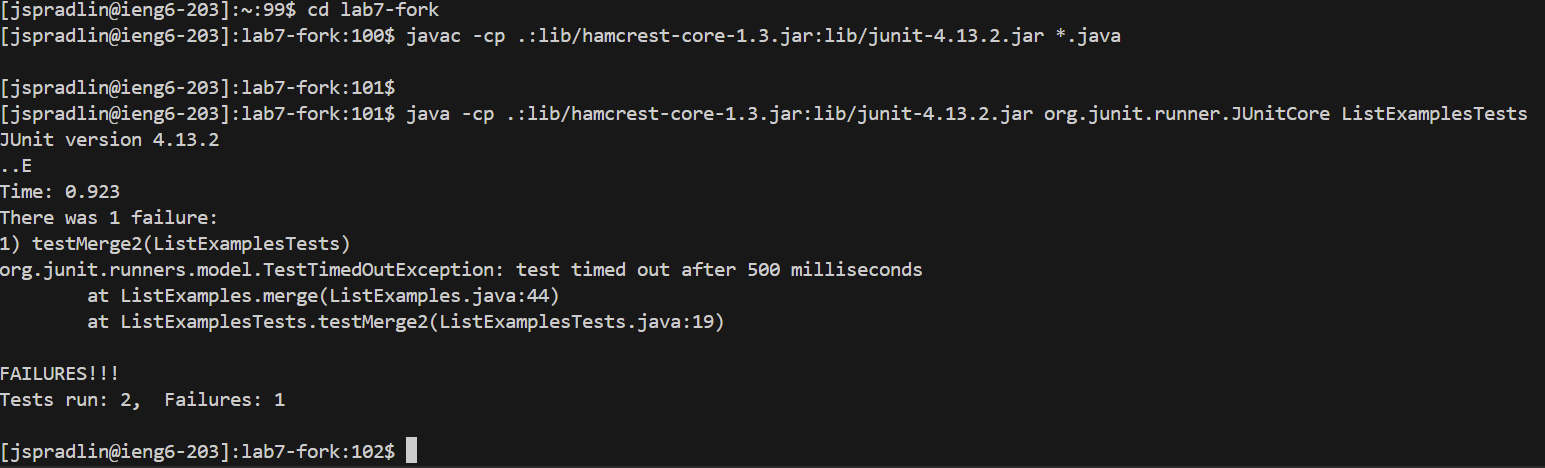 [jspradlin@ieng6-203]:~:99$ cd lab7-fork
[jspradlin@ieng6-203]:lab7-fork:100$ javac -cp .:lib/hamcrest-core-1.3.jar:lib/junit-4.13.2.jar *.java
[jspradlin@ieng6-203]:lab7-fork:101$
[jspradlin@ieng6-203]:lab7-fork:101$ java -cp .:lib/hamcrest-core-1.3.jar:lib/junit-4.13.2.jar org.junit.runner.JUnitCore ListExamplesTests
JUnit version 4.13.2
..E
Time: 0.923
There was 1 failure:
1) testMerge2(ListExamplesTests)
org.junit.runners.model.TestTimedOutException: test timed out after 500 milliseconds
        at ListExamples.merge(ListExamples.java:44)
        at ListExamplesTests.testMerge2(ListExamplesTests.java:19)
FAILURES!!!
Tests run: 2,  Failures: 1
[jspradlin@ieng6-203]:lab7-fork:102$